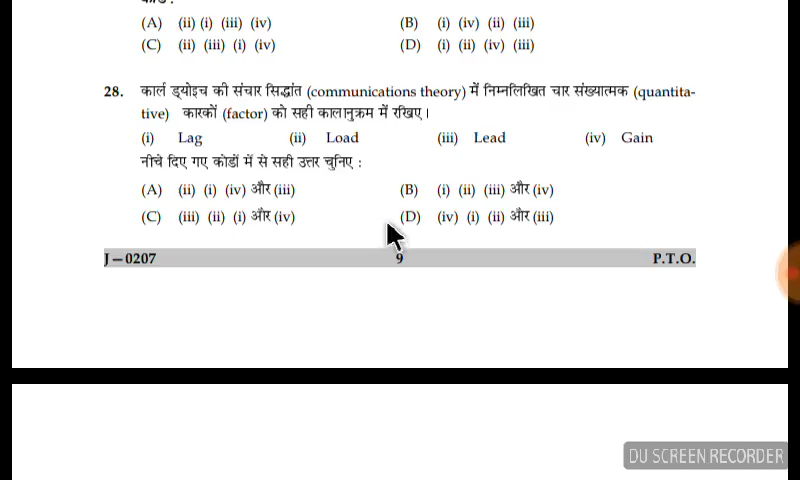 (A) (ii) (i) (iii) (iv) (B) (i) (iv) (ii) (iii)
(C) (ii) (iii) (i) (iv) (D) (i) (ii) (iv) (iii)
28. कार्ल ड्योइच की संचार सिद्धांत (communications theory) में निम्नलिखित चार संख्यात्मक (quantita-
tive) कारकों (factor) को सही कालानुक्रम में रखिए।
(i) Lag (ii) Load (iii) Lead (iv) Gain
नीचे दिए गए कोडों में से सही उत्तर चुनिए :
(A) (ii) (i) (iv) और (iii) (B) (i) (ii) (iii) और (iv)
(C) (iii) (ii) (i) और (iv) (D) (iv) (i) (ii) और (iii)
J – 0207 9 P.T.O.
DU SCREEN RECORDER